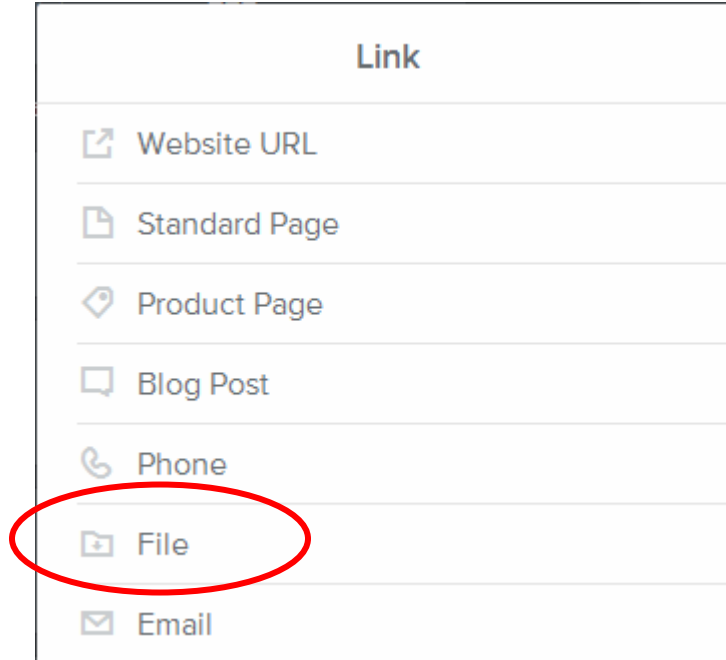 Link
Website URL
Standard Page
Product Page
Blog Post
Phone
File
Email